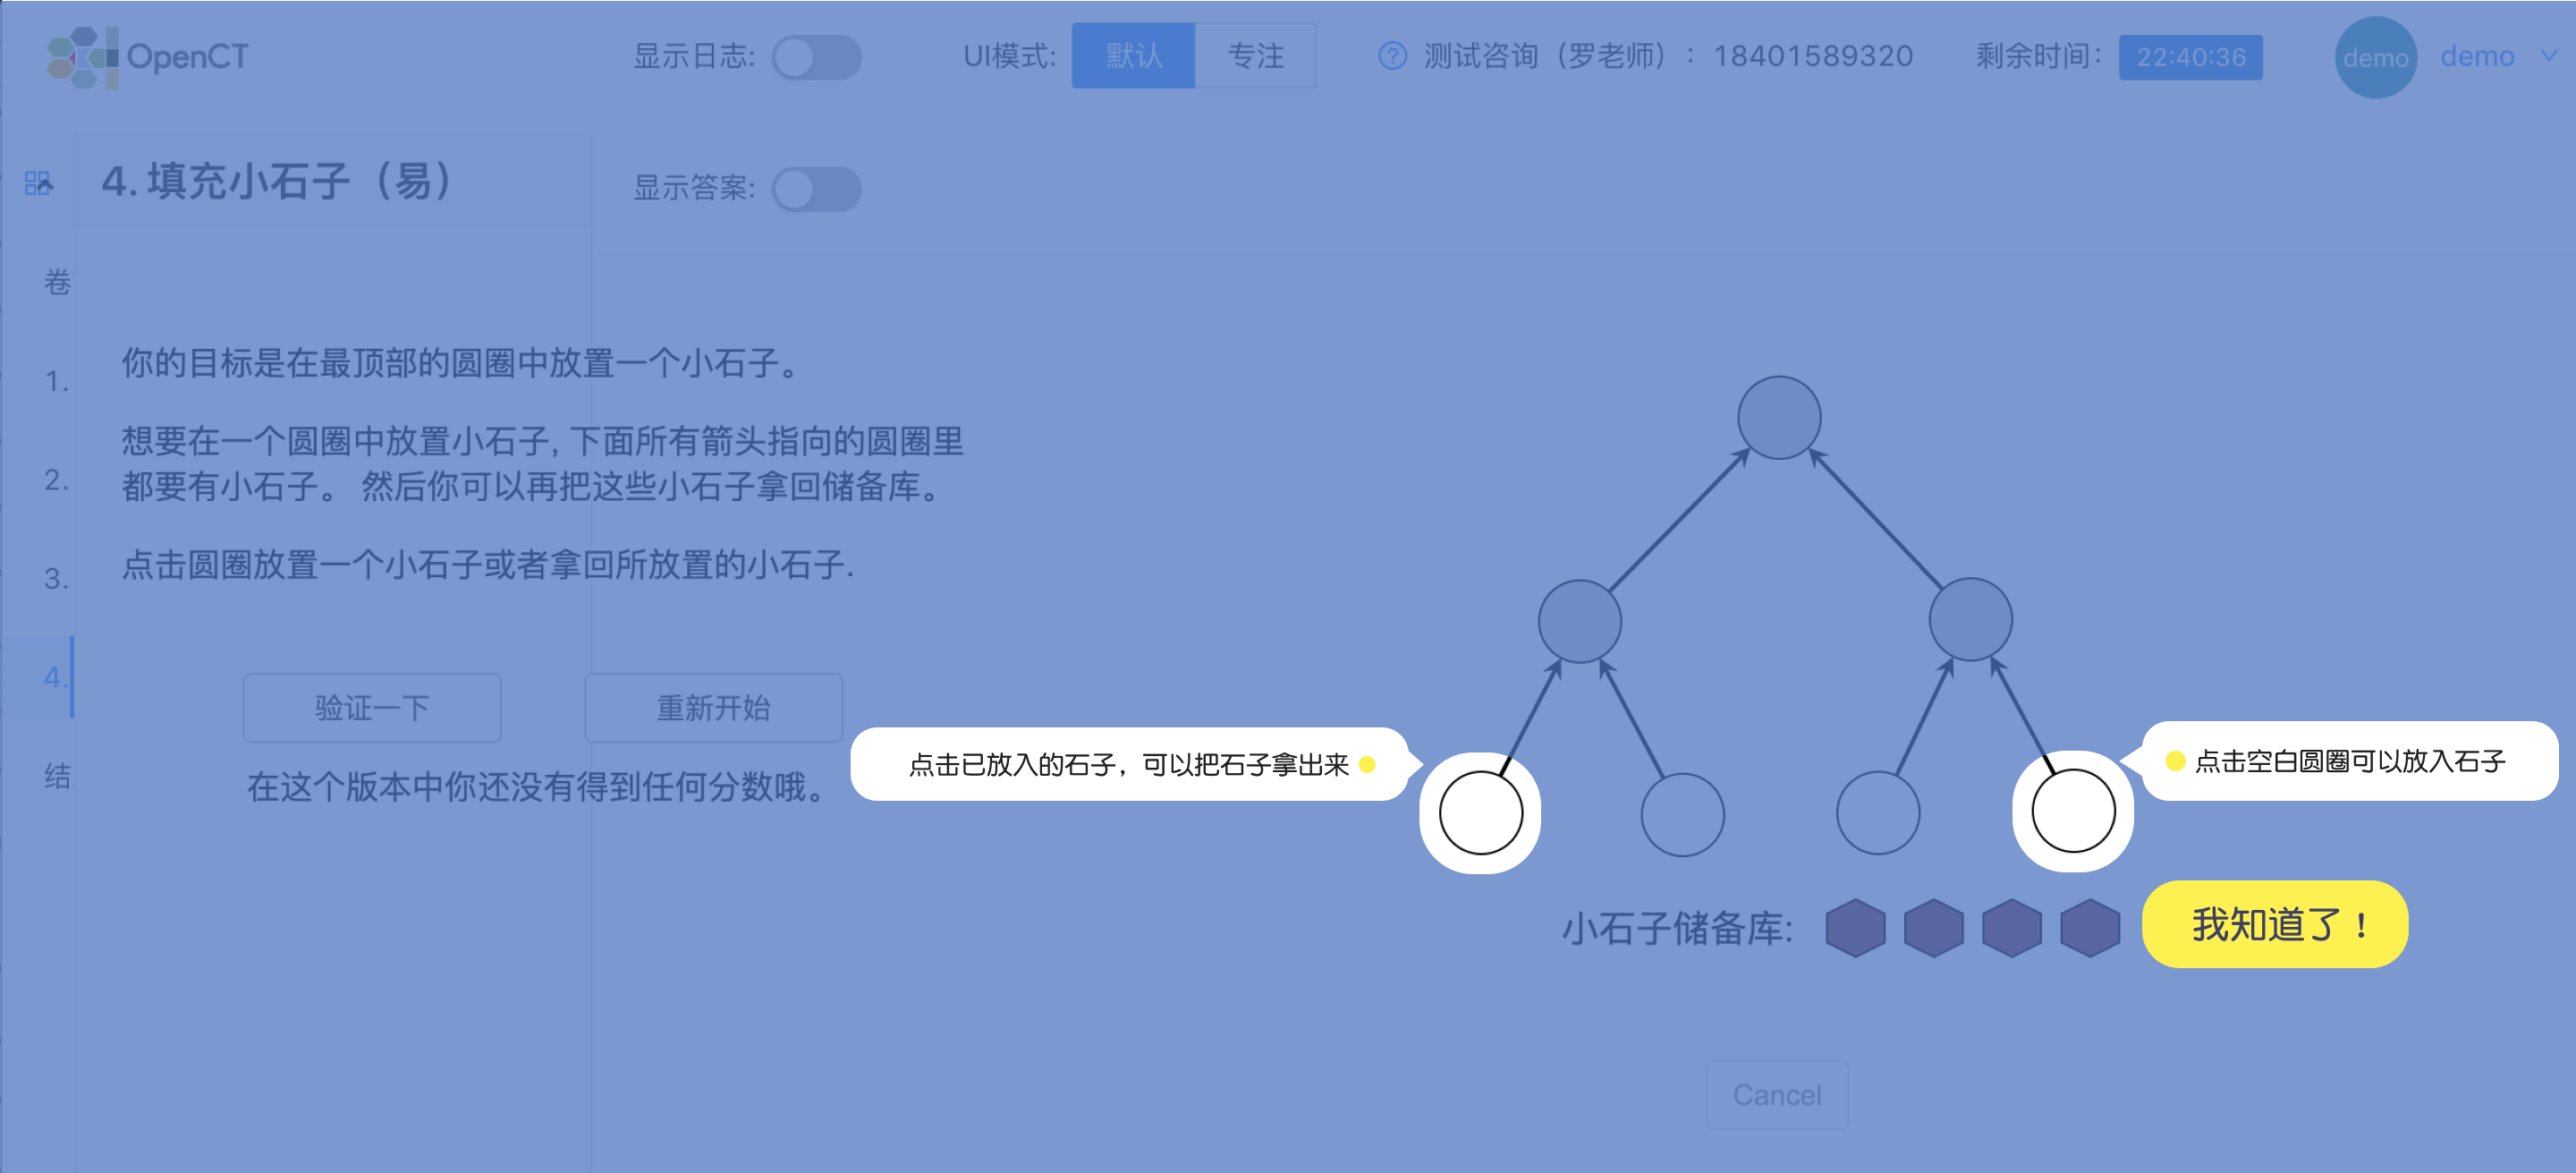 OpenCT
显示日志:
UI模式:
默认
专注
测试咨询（罗老师）：18401589320
剩余时间:
22:40:36
demo
demo
4. 填充小石子（易）
显示答案:
卷
1.
2.
3.
4.
结
你的目标是在最顶部的圆圈中放置一个小石子。
想要在一个圆圈中放置小石子, 下面所有箭头指向的圆圈里
都要有小石子。 然后你可以再把这些小石子拿回储备库。
点击圆圈放置一个小石子或者拿回所放置的小石子.
验证一下
重新开始
在这个版本中你还没有得到任何分数哦。
点击已放入的石子，可以把石子拿出来
点击空白圆圈可以放入石子
小石子储备库:
我知道了！
Cancel